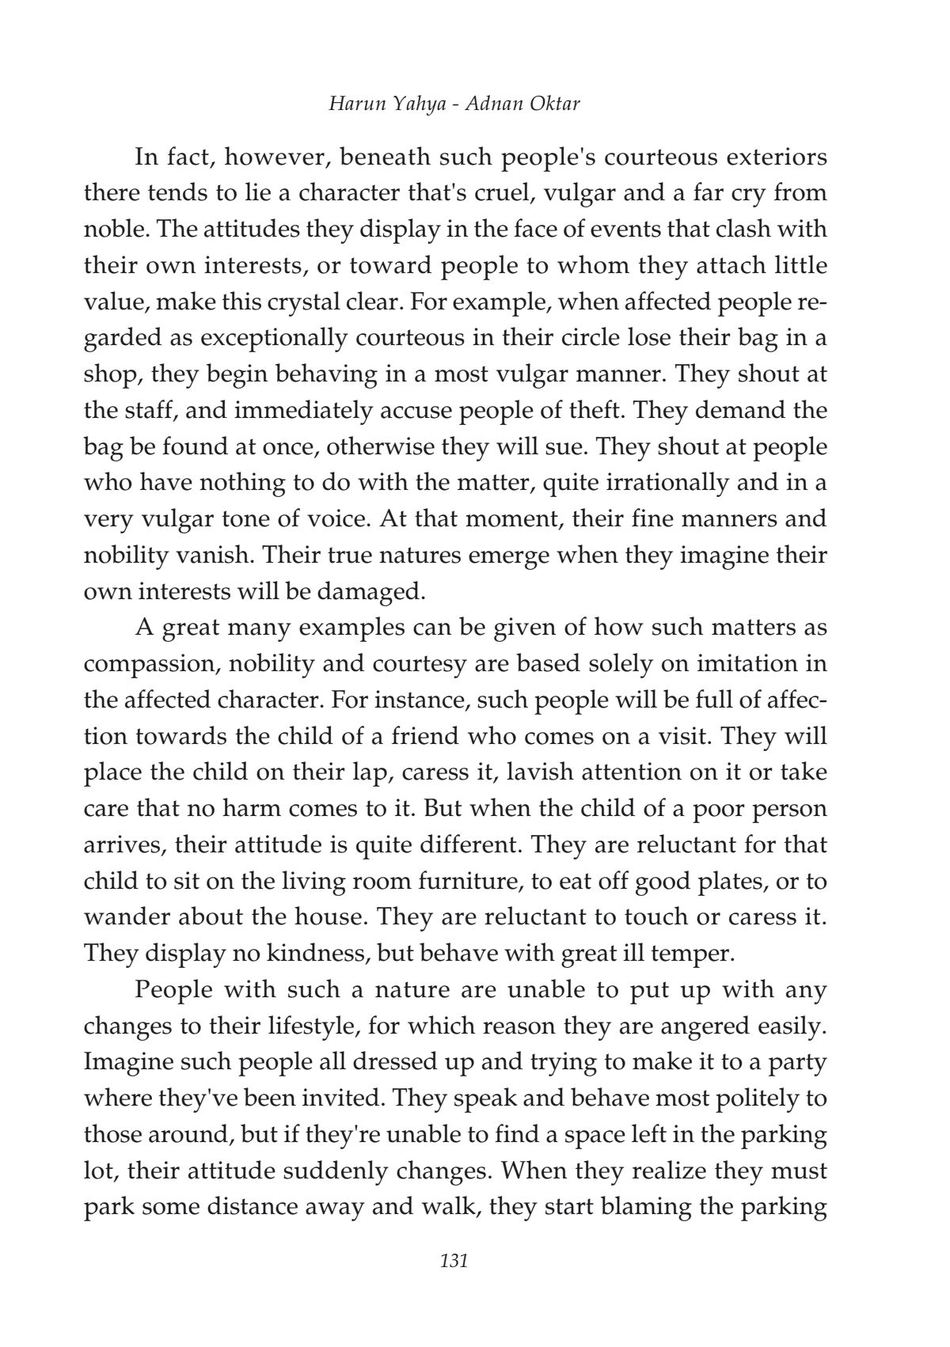 Harun Yahya - Adnan Oktar
In fact, however, beneath such people's courteous exteriors
there tends to lie a character that's cruel, vulgar and a far cry from
noble. The attitudes they display in the face of events that clash with
their own interests, or toward people to whom they attach little
value, make this crystal clear. For example, when affected people re-
garded as exceptionally courteous in their circle lose their bag in a
shop, they begin behaving in a most vulgar manner. They shout at
the staff, and immediately accuse people of theft. They demand the
bag be found at once, otherwise they will sue. They shout at people
who have nothing to do with the matter, quite irrationally and in a
very vulgar tone of voice. At that moment, their fine manners and
nobility vanish. Their true natures emerge when they imagine their
own interests will be damaged.
A great many examples can be given of how such matters as
compassion, nobility and courtesy are based solely on imitation in
the affected character. For instance, such people will be full of affec-
tion towards the child of a friend who comes on a visit. They will
place the child on their lap, caress it, lavish attention on it or take
care that no harm comes to it. But when the child of a poor person
arrives, their attitude is quite different. They are reluctant for that
child to sit on the living room furniture, to eat off good plates, or to
wander about the house. They are reluctant to touch or caress it.
They display no kindness, but behave with great ill temper.
People with such a nature are unable to put up with any
changes to their lifestyle, for which reason they are angered easily.
Imagine such people all dressed up and trying to make it to a party
where they've been invited. They speak and behave most politely to
those around, but if they're unable to find a space left in the parking
lot, their attitude suddenly changes. When they realize they must
park some distance away and walk, they start blaming the parking
131